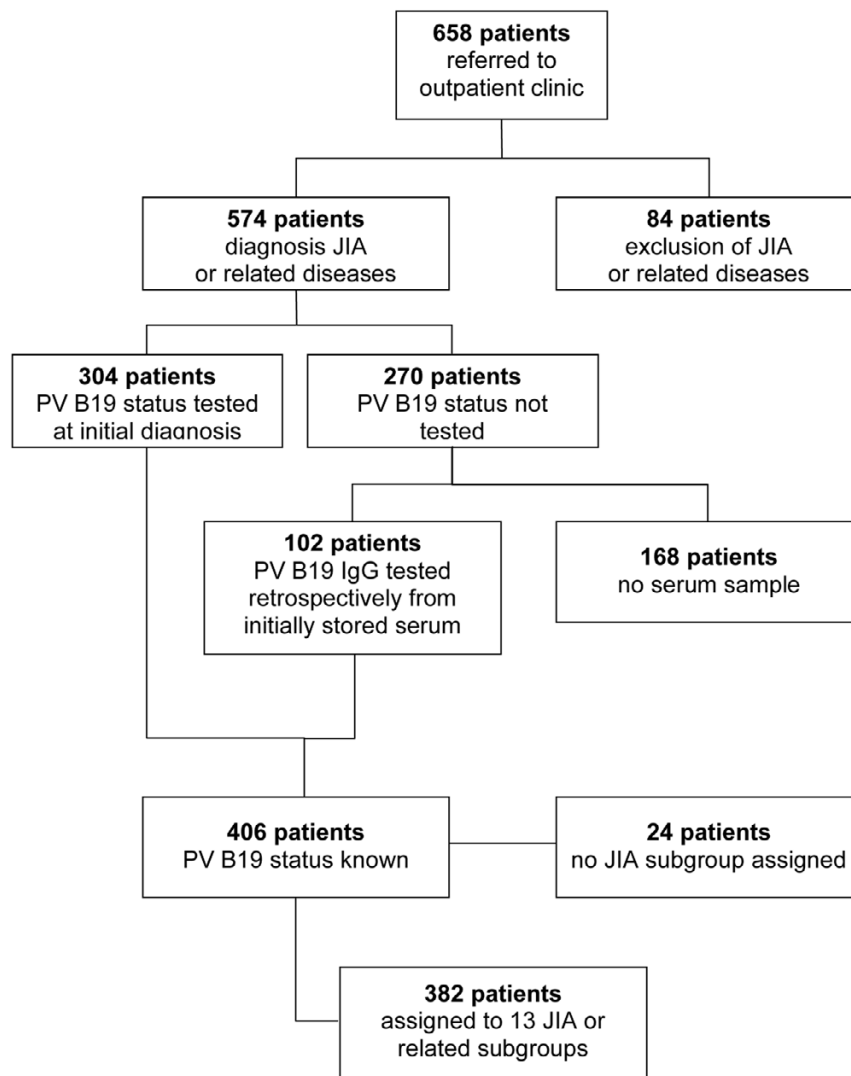 658 patients
referred to
outpatient clinic
574 patients
diagnosis JIA
or related diseases
84 patients
exclusion of JIA
or related diseases
304 patients
PV B19 status tested
at initial diagnosis
270 patients
PV B19 status not
tested
102 patients
PV B19 IgG tested
retrospectively from
initially stored serum
168 patients
no serum sample
406 patients
PV B19 status known
24 patients
no JIA subgroup assigned
382 patients
assigned to 13 JIA or
related subgroups